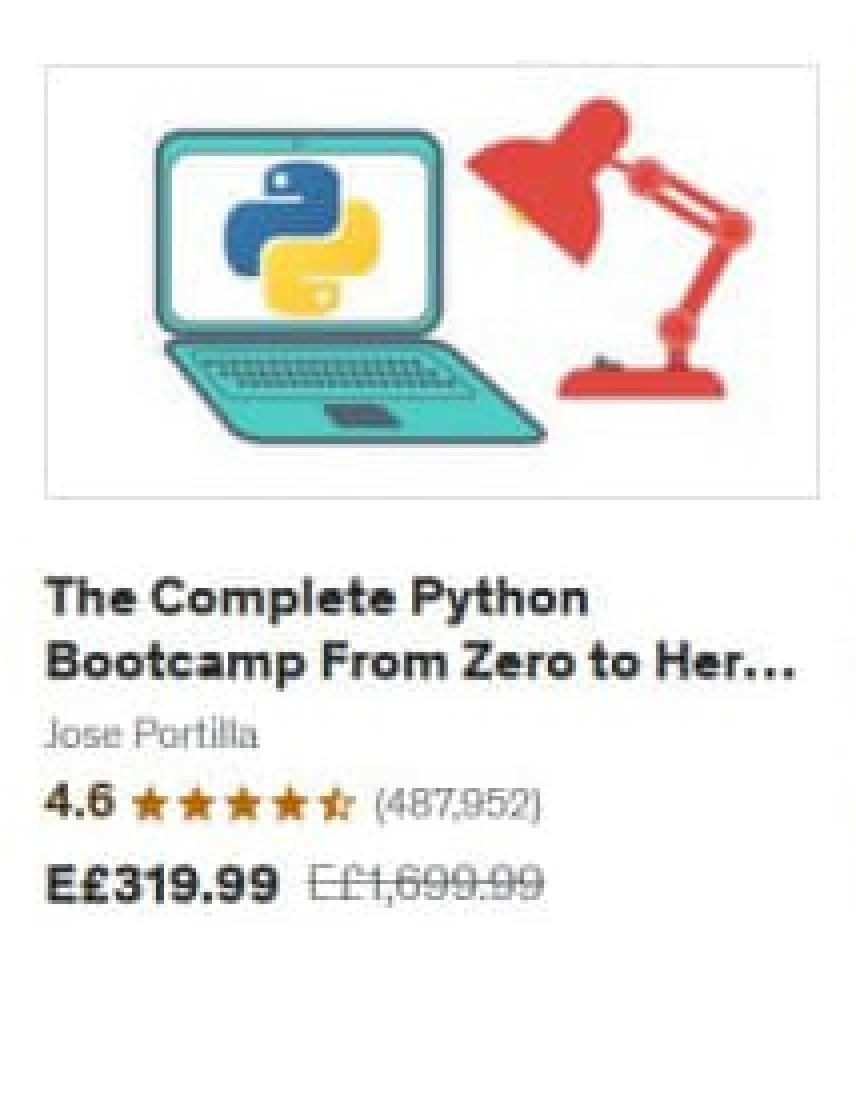 The Complete Python
Bootcamp From Zero to Her...
Jose Portilla
4.6 (487,952)
E£319.99 E£1,699.99